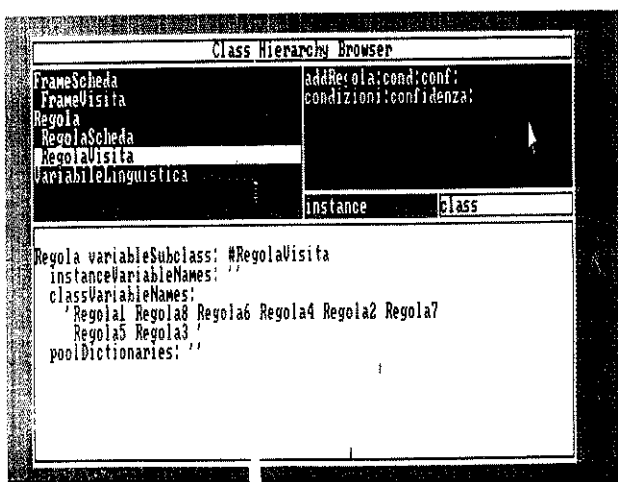 Class Hierarchy Browser
FrameScheda
FrameVisita
Regola
RegolaScheda
RegolaVisita
VariabileLinguistica
addRegola:cond:conf:
condizioni:confidenza:
instance
class
Regola variableSubclass: #RegolaVisita
instanceVariableNames: ''
classVariableNames:
'Regola1 Regola8 Regola6 Regola4 Regola2 Regola7
Regola5 Regola3 '
poolDictionaries: ''